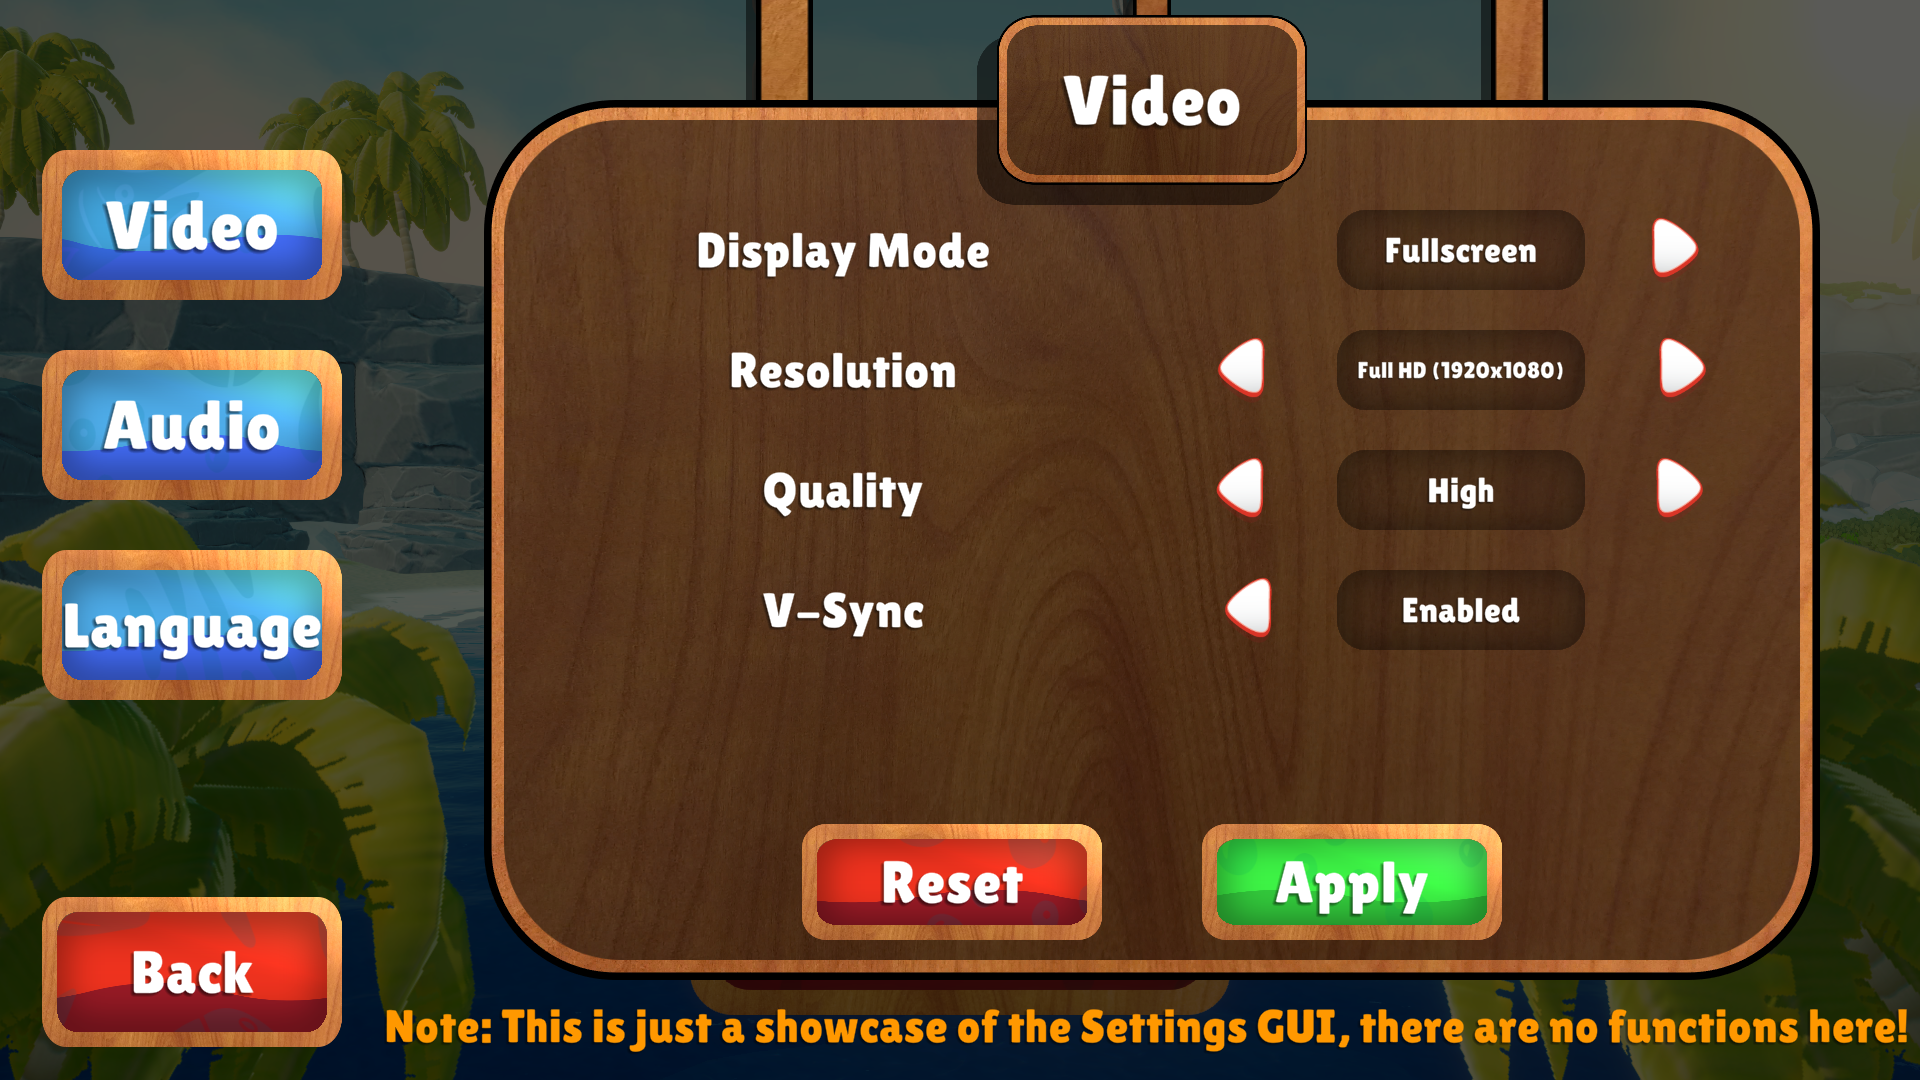 Video
Video
Audio
Language
Back
Display Mode
Fullscreen
Resolution
Full HD (1920x1080)
Quality
High
V-Sync
Enabled
Reset
Apply
Note: This is just a showcase of the Settings GUI, there are no functions here!